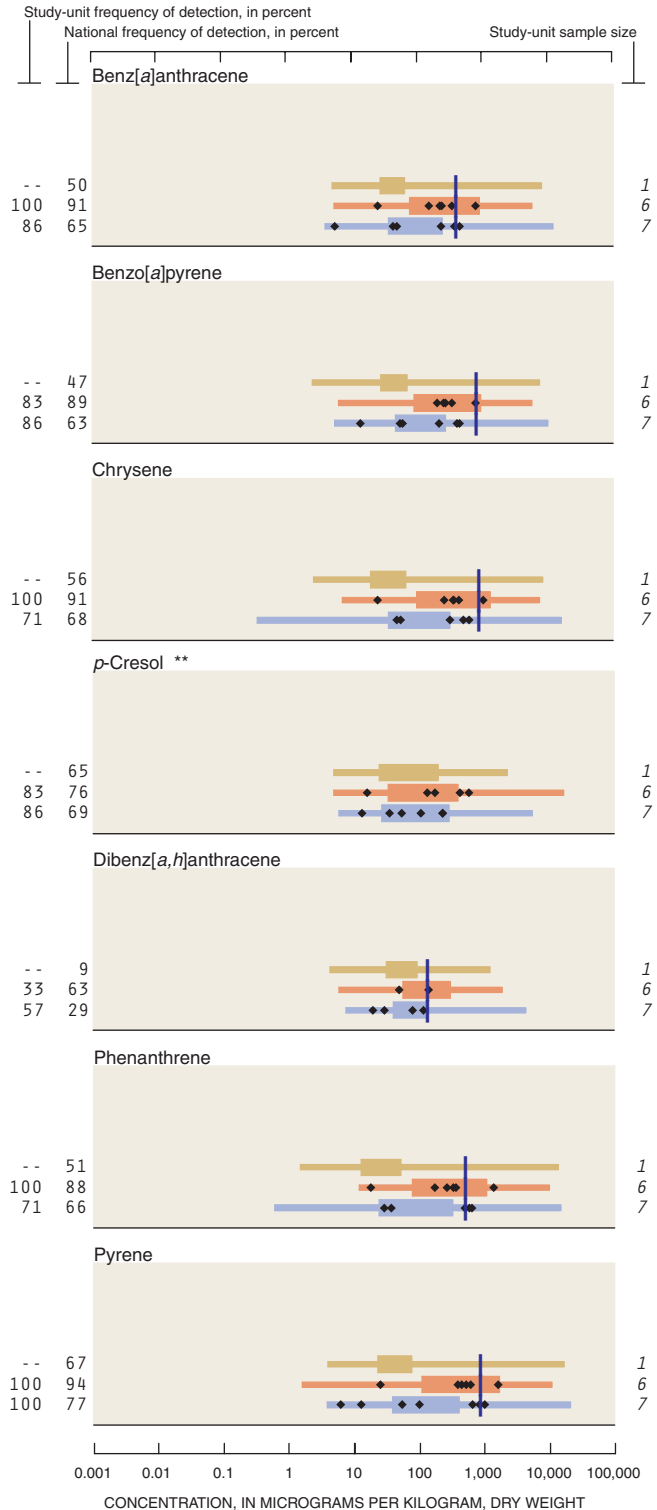 Study-unit frequency of detection, in percent
National frequency of detection, in percent
Study-unit sample size
Benz[a]anthracene
-- 50 1
100 91 6
86 65 7
Benzo[a]pyrene
-- 47 1
83 89 6
86 63 7
Chrysene
-- 56 1
100 91 6
71 68 7
p-Cresol **
-- 65 1
83 76 6
86 69 7
Dibenz[a,h]anthracene
-- 9 1
33 63 6
57 29 7
Phenanthrene
-- 51 1
100 88 6
71 66 7
Pyrene
-- 67 1
100 94 6
100 77 7
0.001 0.01 0.1 1 10 100 1,000 10,000 100,000
CONCENTRATION, IN MICROGRAMS PER KILOGRAM, DRY WEIGHT